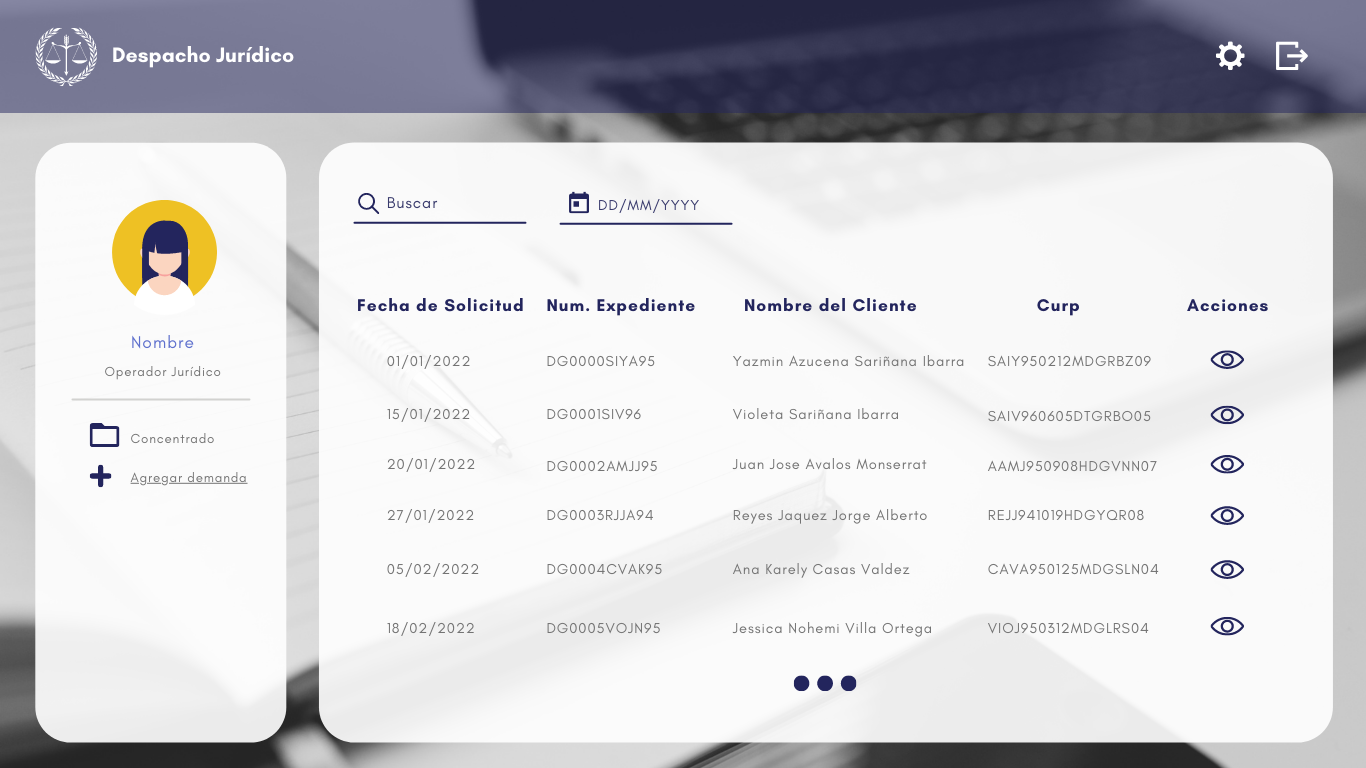 Despacho Jurídico
Nombre
Operador Jurídico
Concentrado
Agregar demanda
Buscar
DD/MM/YYYY
Fecha de Solicitud Num. Expediente Nombre del Cliente Curp Acciones
01/01/2022 DG0000SIYA95 Yazmin Azucena Sariñana Ibarra SAIY950212MDGRBZ09
15/01/2022 DG0001SIV96 Violeta Sariñana Ibarra SAIV960605DTGRBO05
20/01/2022 DG0002AMJJ95 Juan Jose Avalos Monserrat AAMJ950908HDGVNN07
27/01/2022 DG0003RJJA94 Reyes Jaquez Jorge Alberto REJJ941019HDGYQR08
05/02/2022 DG0004CVAK95 Ana Karely Casas Valdez CAVA950125MDGSLN04
18/02/2022 DG0005VOJN95 Jessica Nohemi Villa Ortega VIOJ950312MDGLRS04